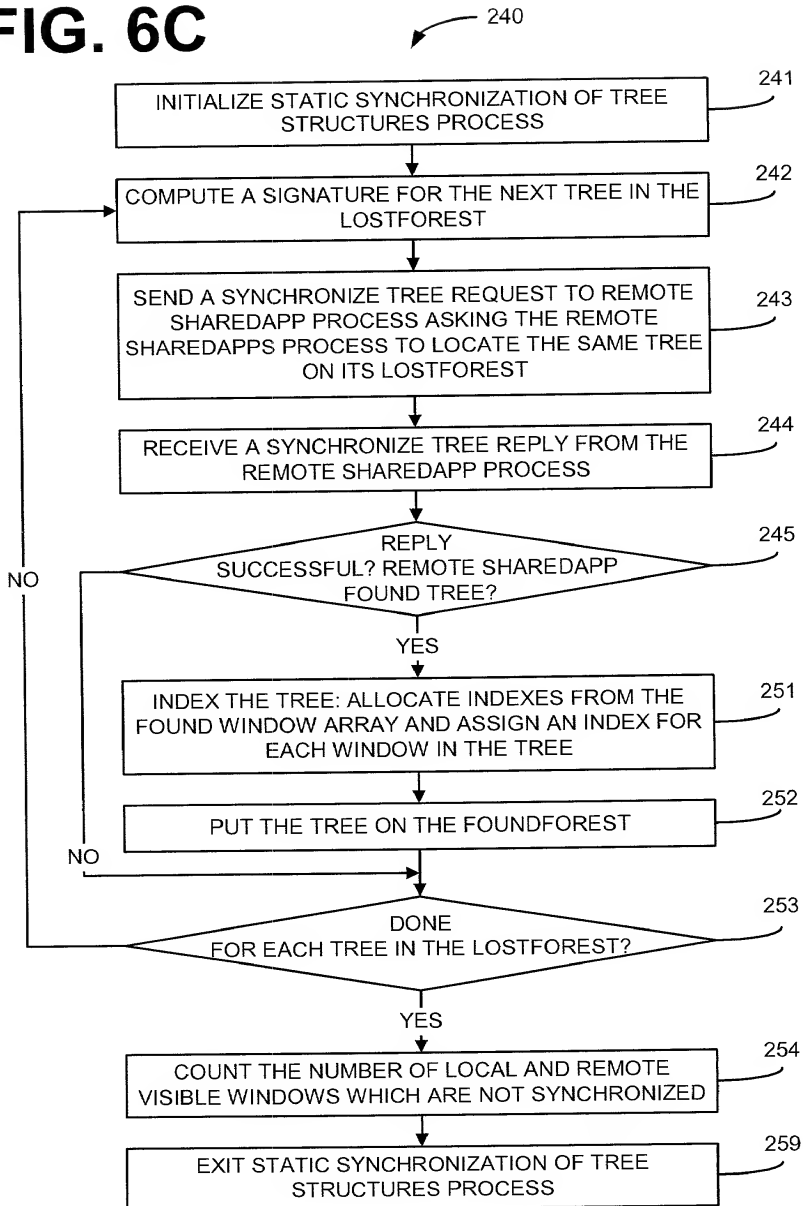 FIG. 6C
240
241
INITIALIZE STATIC SYNCHRONIZATION OF TREE
STRUCTURES PROCESS
242
COMPUTE A SIGNATURE FOR THE NEXT TREE IN THE
LOSTFOREST
243
SEND A SYNCHRONIZE TREE REQUEST TO REMOTE
SHAREDAPP PROCESS ASKING THE REMOTE
SHAREDAPPS PROCESS TO LOCATE THE SAME TREE
ON ITS LOSTFOREST
244
RECEIVE A SYNCHRONIZE TREE REPLY FROM THE
REMOTE SHAREDAPP PROCESS
245
REPLY
SUCCESSFUL? REMOTE SHAREDAPP
FOUND TREE?
NO
YES
251
INDEX THE TREE: ALLOCATE INDEXES FROM THE
FOUND WINDOW ARRAY AND ASSIGN AN INDEX FOR
EACH WINDOW IN THE TREE
252
PUT THE TREE ON THE FOUNDFOREST
NO
253
DONE
FOR EACH TREE IN THE LOSTFOREST?
YES
254
COUNT THE NUMBER OF LOCAL AND REMOTE
VISIBLE WINDOWS WHICH ARE NOT SYNCHRONIZED
259
EXIT STATIC SYNCHRONIZATION OF TREE
STRUCTURES PROCESS